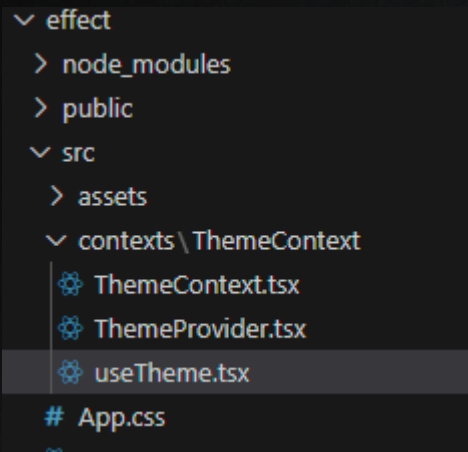 effect
node_modules
public
src
assets
contexts\ThemeContext
ThemeContext.tsx
ThemeProvider.tsx
useTheme.tsx
# App.css